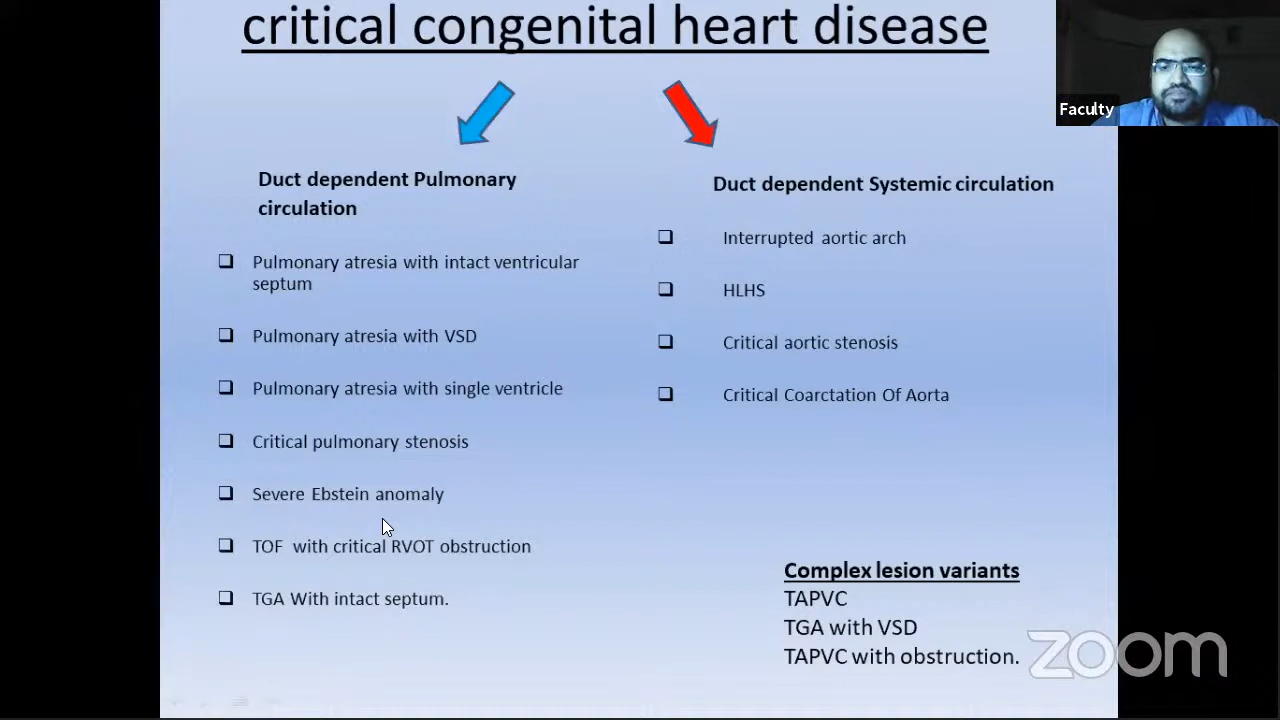 critical congenital heart disease
Faculty
Duct dependent Pulmonary
circulation
Pulmonary atresia with intact ventricular
septum
Pulmonary atresia with VSD
Pulmonary atresia with single ventricle
Critical pulmonary stenosis
Severe Ebstein anomaly
TOF with critical RVOT obstruction
TGA With intact septum.
Duct dependent Systemic circulation
Interrupted aortic arch
HLHS
Critical aortic stenosis
Critical Coarctation Of Aorta
Complex lesion variants
TAPVC
TGA with VSD
TAPVC with obstruction.
zoom